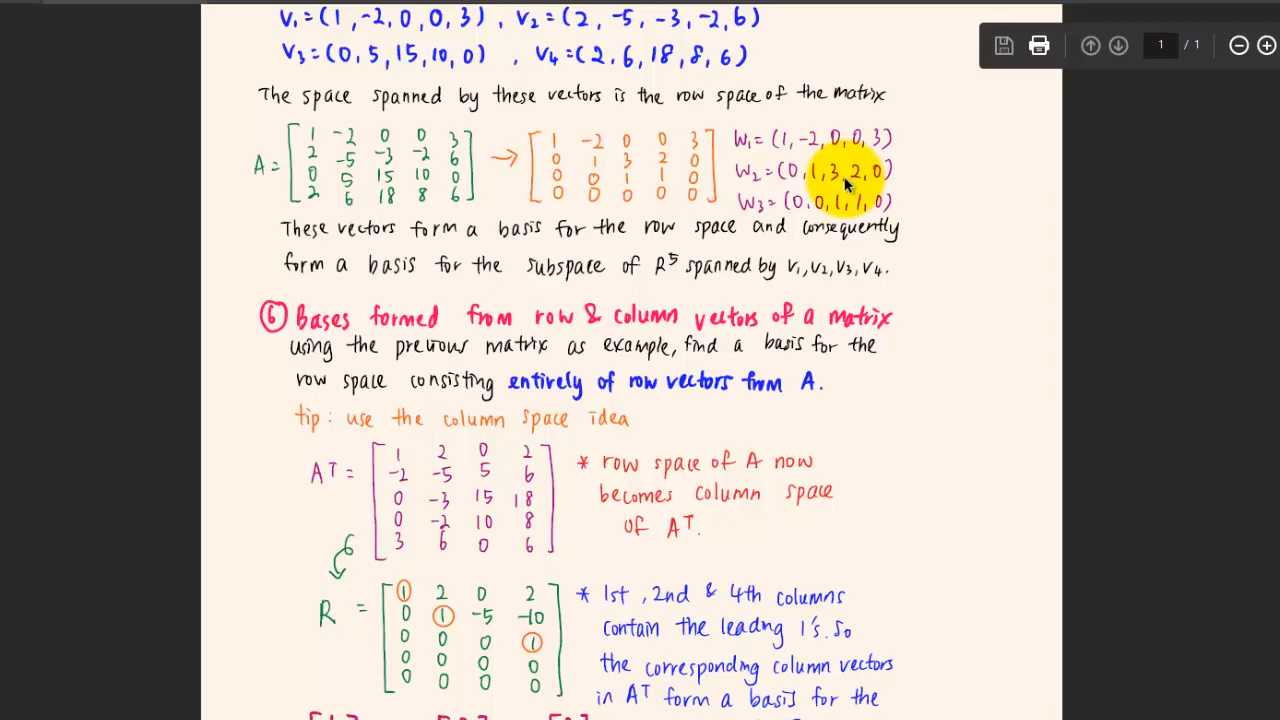 1 / 1
V₁=(1,-2,0,0,3), V₂=(2,-5,-3,-2,6)
V₃=(0,5,15,10,0) , V₄=(2,6,18,8,6)
The space spanned by these vectors is the row space of the matrix
A= [1 -2 0 0 3] → [1 -2 0 0 3] W₁=(1,-2,0,0,3)
[2 -5 -3 -2 6] [0 1 3 2 0] W₂=(0,1,3,2,0)
[0 5 15 10 0] [0 0 1 1 0] W₃=(0,0,1,1,0)
[2 6 18 8 6] [0 0 0 0 0]
These vectors form a basis for the row space and consequently
form a basis for the subspace of R⁵ spanned by V₁,V₂,V₃,V₄.
⑥ Bases formed from row & column vectors of a matrix
using the previous matrix as example, find a basis for the
row space consisting entirely of row vectors from A.
tip: use the column space idea
Aᵀ= [1 2 0 2] * row space of A now
[-2 -5 5 6] becomes column space
[0 -3 15 18] of Aᵀ.
[0 -2 10 8]
[3 6 0 6]
R = [1 2 0 2] * 1st, 2nd & 4th columns
[0 1 -5 -10] contain the leading 1's. So
[0 0 0 1] the corresponding column vectors
[0 0 0 0] in Aᵀ form a basis for the
[0 0 0 0]